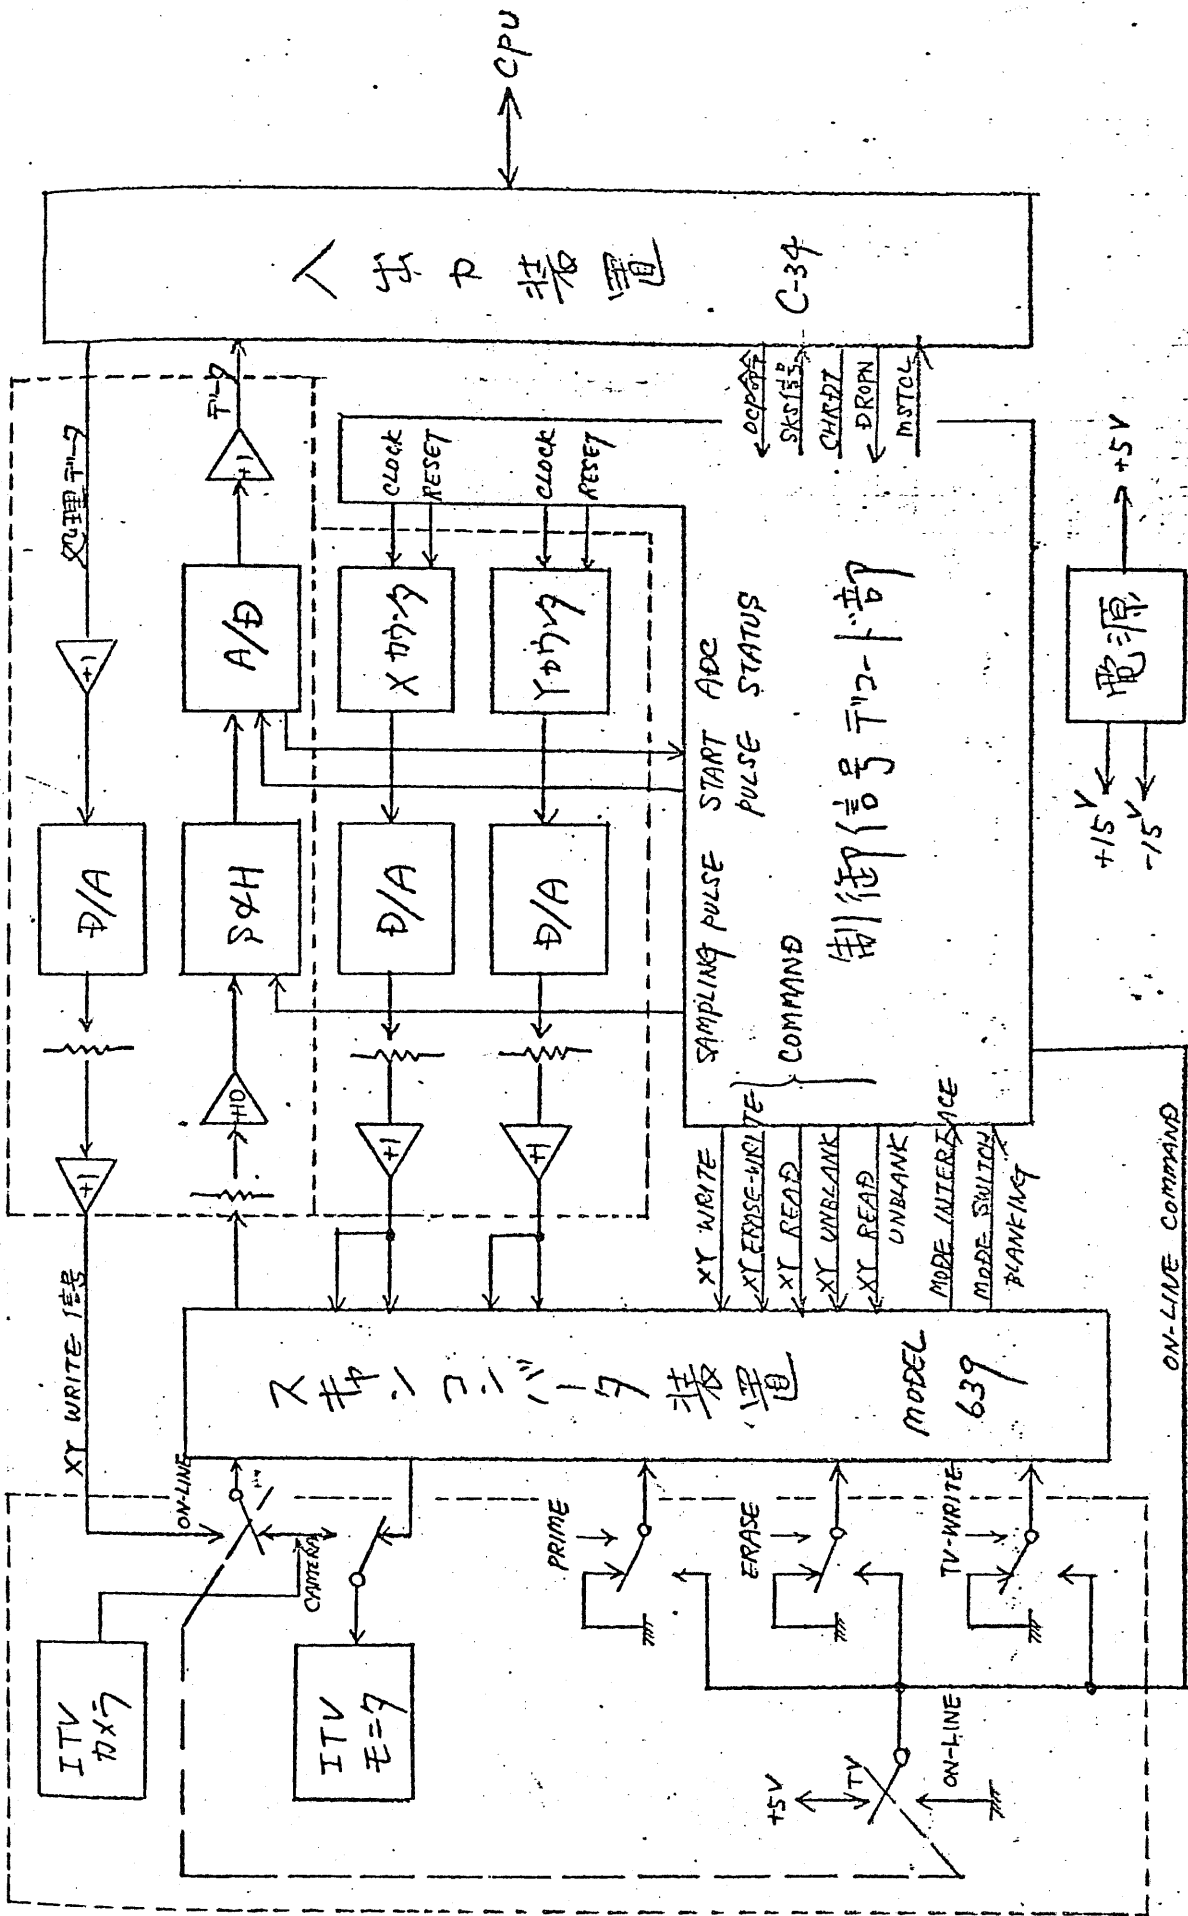 ITV
カメラ
ITV
モニタ
XY WRITE 信号
ON-LINE
TV
CAMERA
PRIME
ERASE
TV-WRITE
+5V
TV
ON-LINE
ON-LINE COMMAND
スキャンコンバータ装置
MODEL
639
+1
D/A
+1
処理データ
+10
S&H
A/D
+1
データ
+1
D/A
Xカウンタ
CLOCK
RESET
+1
D/A
Yカウンタ
CLOCK
RESET
XY WRITE
XY ERASE-WRITE
XY READ
XY UNBLANK
XY READ
UNBLANK
MODE INTERFACE
MODE SWITCH
BLANKING
SAMPLING PULSE
START
PULSE
ADC
STATUS
COMMAND
制御信号デコード部
OCP命令
SKS信号
CHRDT
DROPN
MSTCL
入出力装置
C-34
CPU
電源
+15V
-15V
+5V